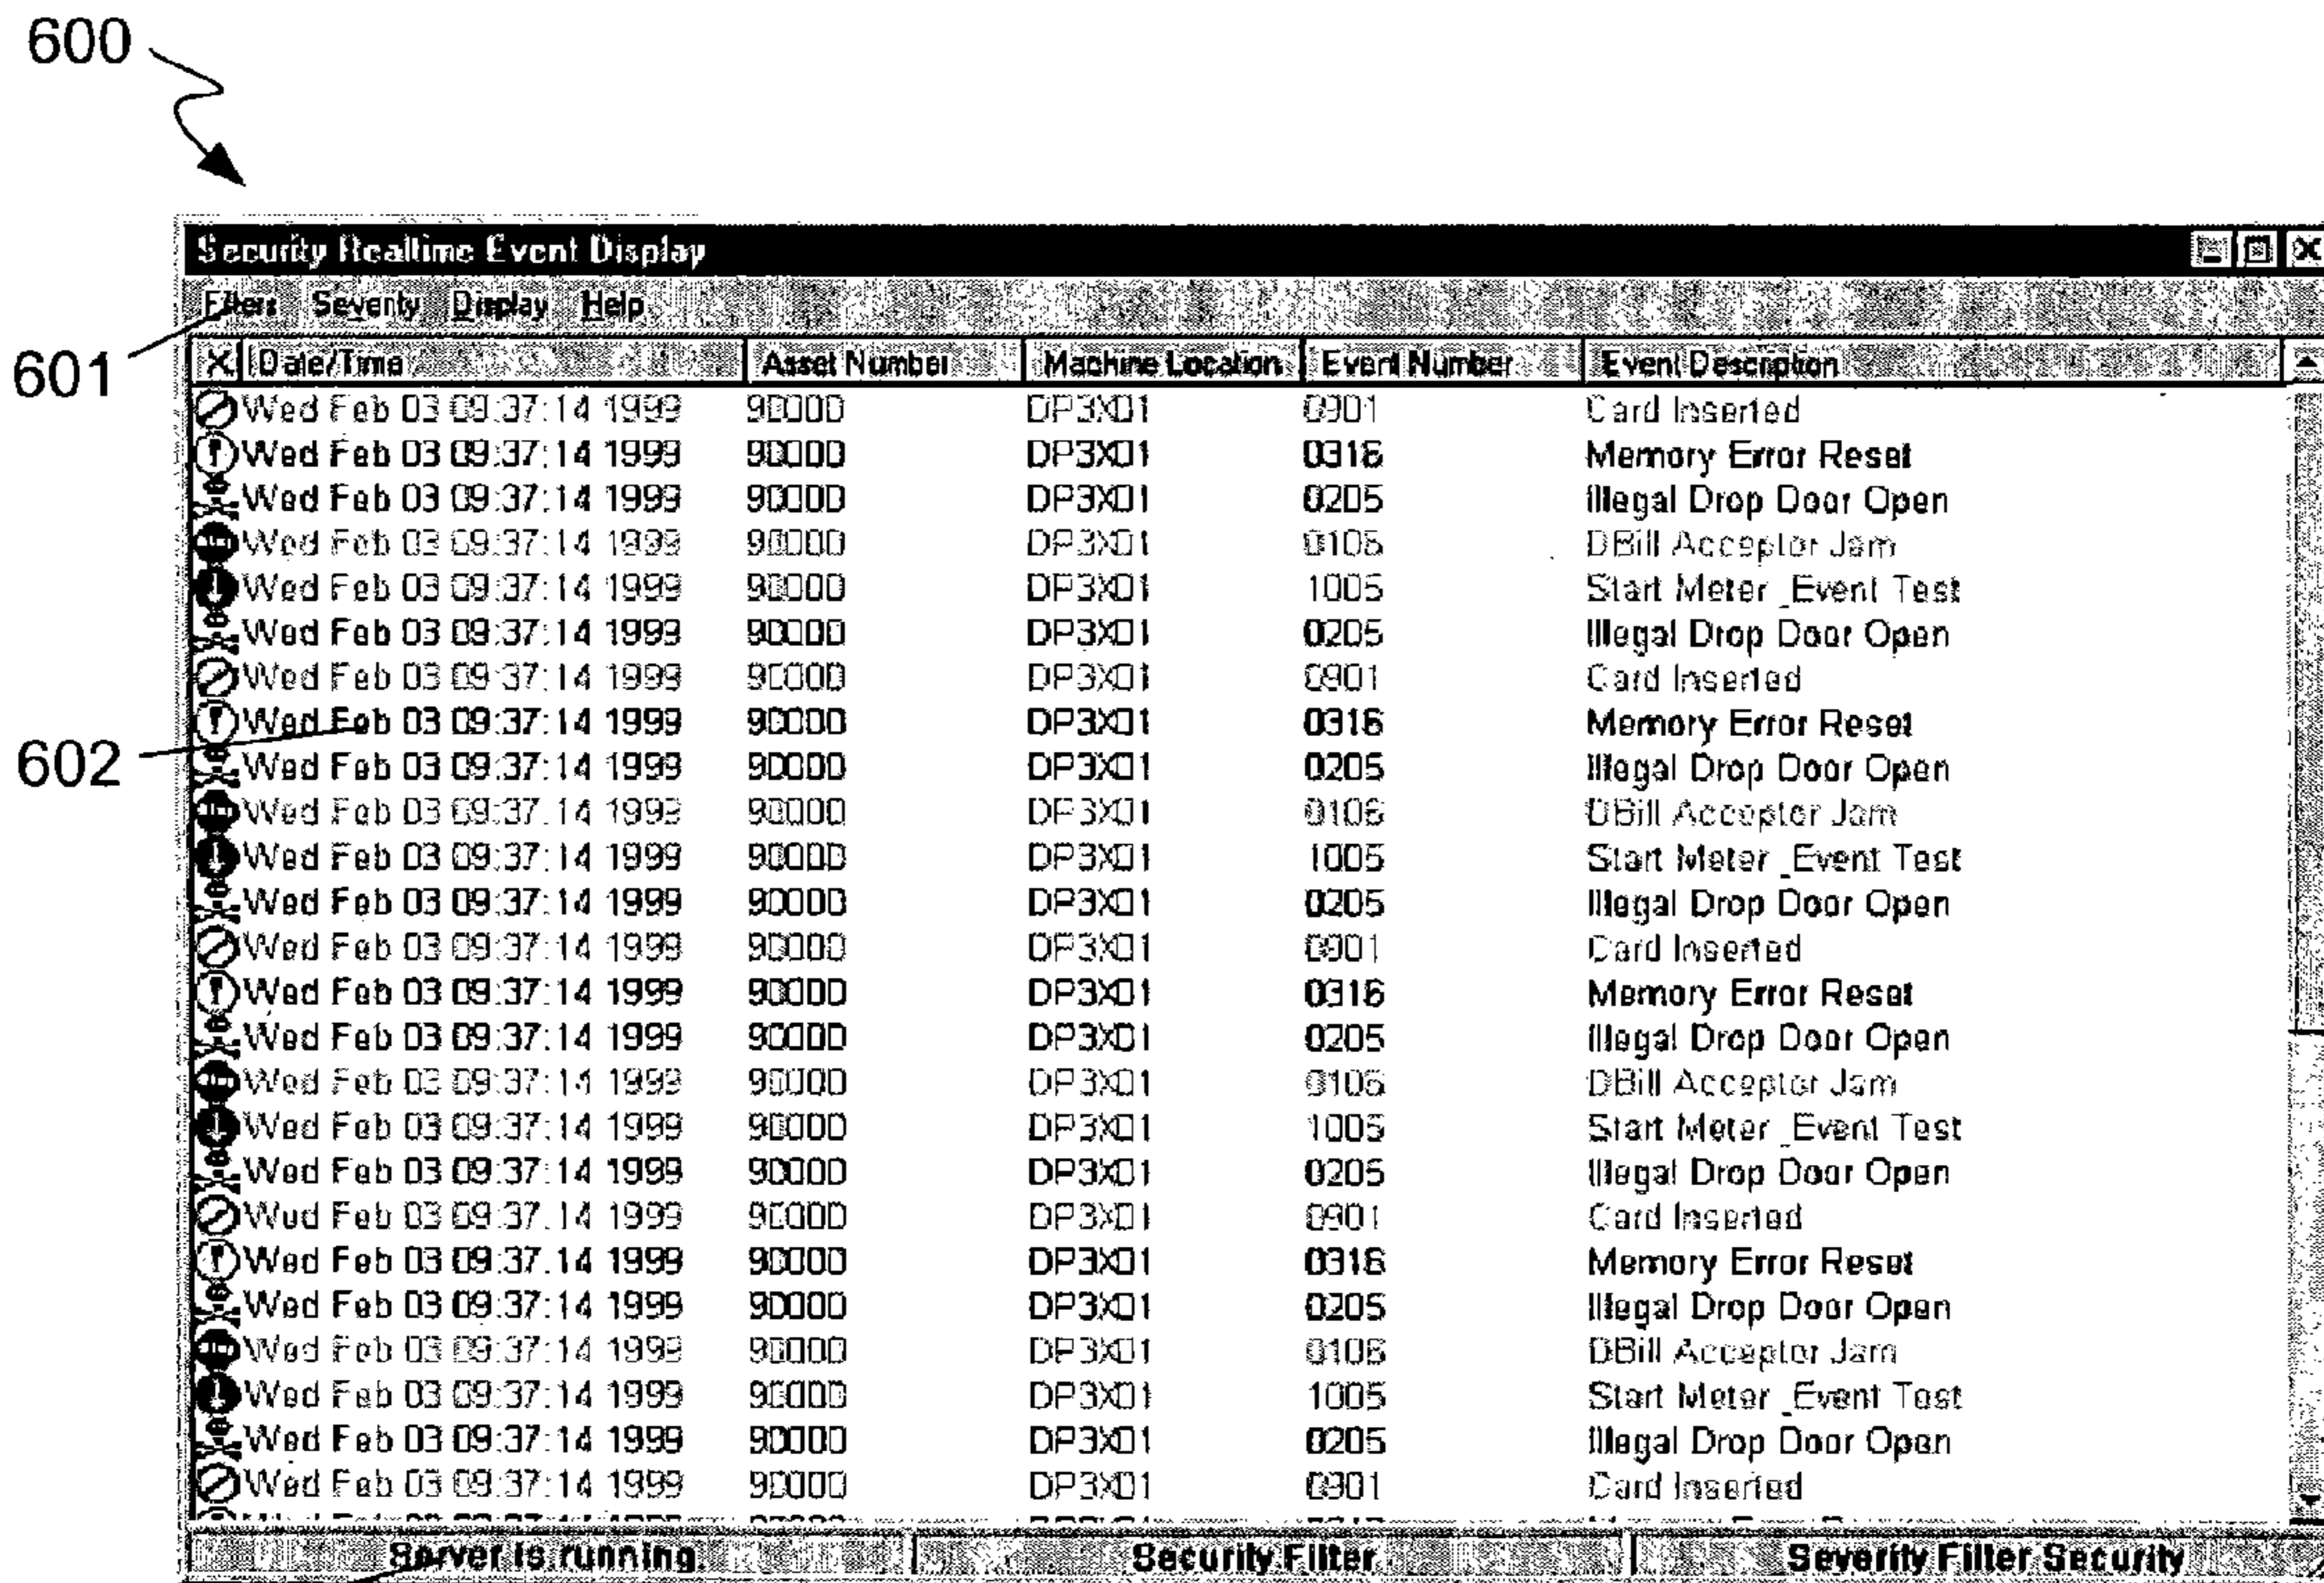 600
Security Realtime Event Display
Filters Severity Display Help
601
X Date/Time Asset Number Machine Location Event Number Event Description
Wed Feb 03 09:37:14 1999 90000 DP3X01 0901 Card Inserted
Wed Feb 03 09:37:14 1999 90000 DP3X01 0316 Memory Error Reset
Wed Feb 03 09:37:14 1999 90000 DP3X01 0205 Illegal Drop Door Open
Wed Feb 03 09:37:14 1999 90000 DP3X01 0106 DBill Acceptor Jam
Wed Feb 03 09:37:14 1999 90000 DP3X01 1005 Start Meter _Event Test
Wed Feb 03 09:37:14 1999 90000 DP3X01 0205 Illegal Drop Door Open
Wed Feb 03 09:37:14 1999 90000 DP3X01 0901 Card Inserted
Wed Feb 03 09:37:14 1999 90000 DP3X01 0316 Memory Error Reset
602
Wed Feb 03 09:37:14 1999 90000 DP3X01 0205 Illegal Drop Door Open
Wed Feb 03 09:37:14 1999 90000 DP3X01 0106 DBill Acceptor Jam
Wed Feb 03 09:37:14 1999 90000 DP3X01 1005 Start Meter _Event Test
Wed Feb 03 09:37:14 1999 90000 DP3X01 0205 Illegal Drop Door Open
Wed Feb 03 09:37:14 1999 90000 DP3X01 0901 Card Inserted
Wed Feb 03 09:37:14 1999 90000 DP3X01 0316 Memory Error Reset
Wed Feb 03 09:37:14 1999 90000 DP3X01 0205 Illegal Drop Door Open
Wed Feb 03 09:37:14 1999 90000 DP3X01 0106 DBill Acceptor Jam
Wed Feb 03 09:37:14 1999 90000 DP3X01 1005 Start Meter _Event Test
Wed Feb 03 09:37:14 1999 90000 DP3X01 0205 Illegal Drop Door Open
Wed Feb 03 09:37:14 1999 90000 DP3X01 0901 Card Inserted
Wed Feb 03 09:37:14 1999 90000 DP3X01 0316 Memory Error Reset
Wed Feb 03 09:37:14 1999 90000 DP3X01 0205 Illegal Drop Door Open
Wed Feb 03 09:37:14 1999 90000 DP3X01 0106 DBill Acceptor Jam
Wed Feb 03 09:37:14 1999 90000 DP3X01 1005 Start Meter _Event Test
Wed Feb 03 09:37:14 1999 90000 DP3X01 0205 Illegal Drop Door Open
Wed Feb 03 09:37:14 1999 90000 DP3X01 0901 Card Inserted
Server is running. Security Filter Severity Filter Security